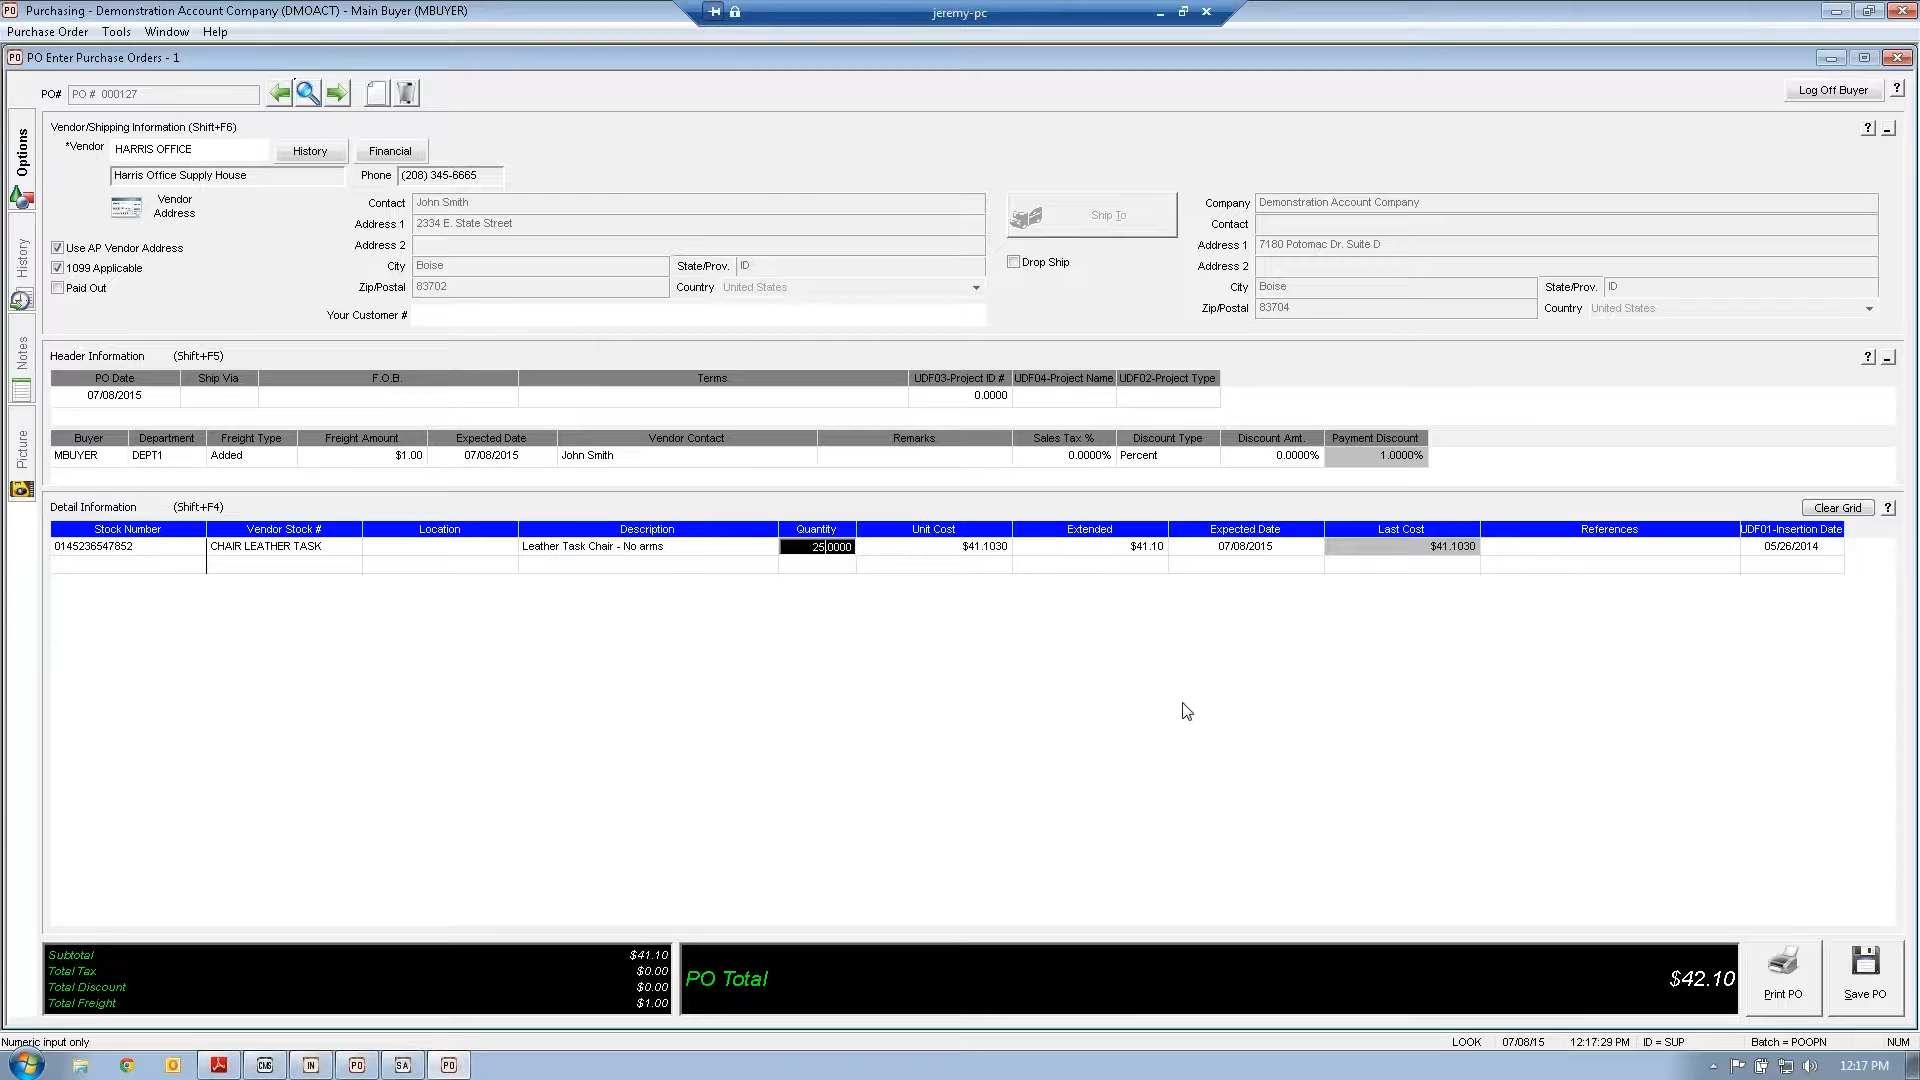 PO Purchasing - Demonstration Account Company (DMOACT) - Main Buyer (MBUYER)
jeremy-pc
Purchase Order Tools Window Help
PO PO Enter Purchase Orders - 1
PO# PO # 000127
Log Off Buyer ?
Options
History
Notes
Picture
Vendor/Shipping Information (Shift+F6) ?
*Vendor HARRIS OFFICE History Financial
Harris Office Supply House Phone (208) 345-6665
Vendor
Address
Use AP Vendor Address
1099 Applicable
Paid Out
Contact John Smith
Address 1 2334 E. State Street
Address 2
City Boise State/Prov. ID
Zip/Postal 83702 Country United States
Your Customer #
Ship To
Drop Ship
Company Demonstration Account Company
Contact
Address 1 7180 Potomac Dr. Suite D
Address 2
City Boise State/Prov. ID
Zip/Postal 83704 Country United States
Header Information (Shift+F5) ?
PO Date Ship Via F.O.B. Terms UDF03-Project ID # UDF04-Project Name UDF02-Project Type
07/08/2015 0.0000
Buyer Department Freight Type Freight Amount Expected Date Vendor Contact Remarks Sales Tax % Discount Type Discount Amt. Payment Discount
MBUYER DEPT1 Added $1.00 07/08/2015 John Smith 0.0000% Percent 0.0000% 1.0000%
Detail Information (Shift+F4) Clear Grid ?
Stock Number Vendor Stock # Location Description Quantity Unit Cost Extended Expected Date Last Cost References UDF01-Insertion Date
0145236547852 CHAIR LEATHER TASK Leather Task Chair - No arms 25.0000 $41.1030 $41.10 07/08/2015 $41.1030 05/26/2014
Subtotal $41.10
Total Tax $0.00
Total Discount $0.00
Total Freight $1.00
PO Total $42.10
Print PO Save PO
Numeric input only LOOK 07/08/15 12:17:29 PM ID = SUP Batch = POOPN NUM
CMS IN PO SA PO 12:17 PM